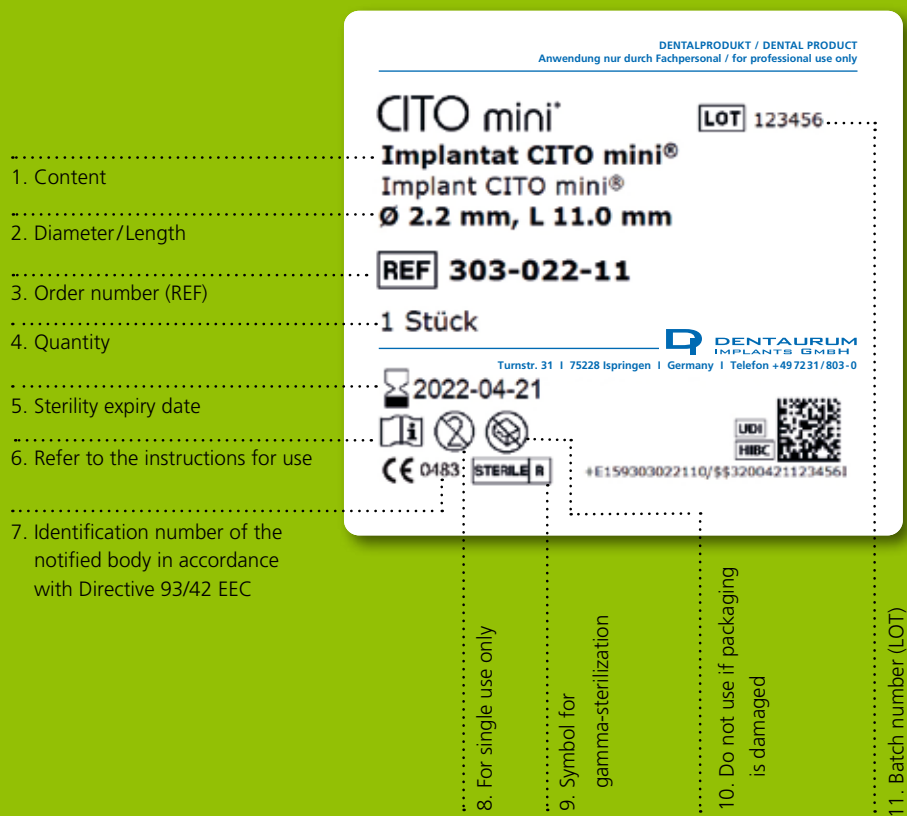 DENTALPRODUKT / DENTAL PRODUCT
Anwendung nur durch Fachpersonal / for professional use only
CITO mini®
LOT 123456
Implantat CITO mini®
Implant CITO mini®
Ø 2.2 mm, L 11.0 mm
REF 303-022-11
1 Stück
DENTAURUM
IMPLANTS GMBH
Turnstr. 31 I 75228 Ispringen I Germany I Telefon +49 72 31/803-0
2022-04-21
UDI
HIBC
CE 0483 STERILE R
+E159303022110/$$3200421123456I
1. Content
2. Diameter/Length
3. Order number (REF)
4. Quantity
5. Sterility expiry date
6. Refer to the instructions for use
7. Identification number of the
notified body in accordance
with Directive 93/42 EEC
8. For single use only
9. Symbol for
gamma-sterilization
10. Do not use if packaging
is damaged
11. Batch number (LOT)